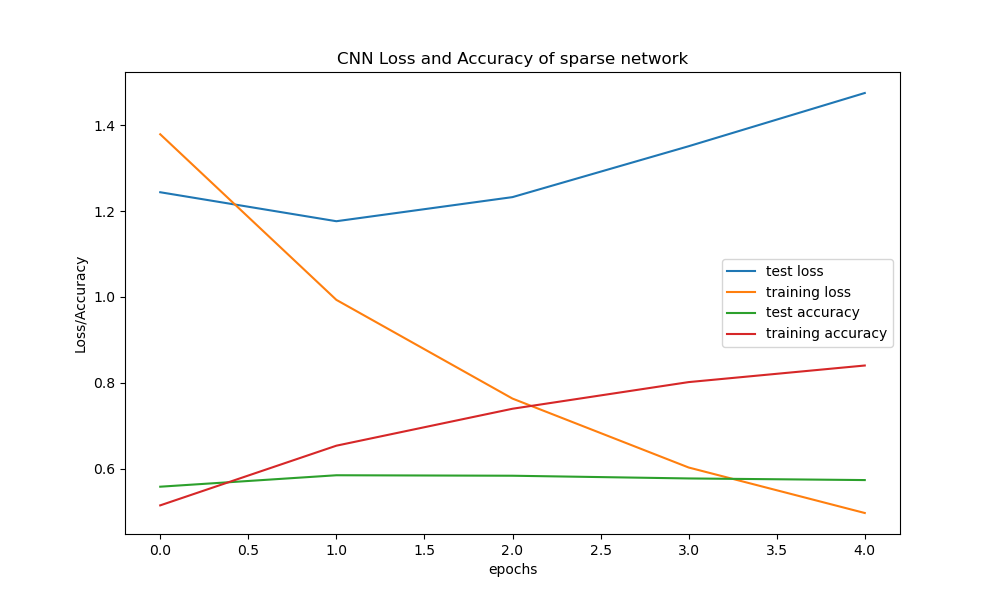 CNN Loss and Accuracy of sparse network
Loss/Accuracy
1.4
1.2
1.0
0.8
0.6
test loss
training loss
test accuracy
training accuracy
0.0 0.5 1.0 1.5 2.0 2.5 3.0 3.5 4.0
epochs